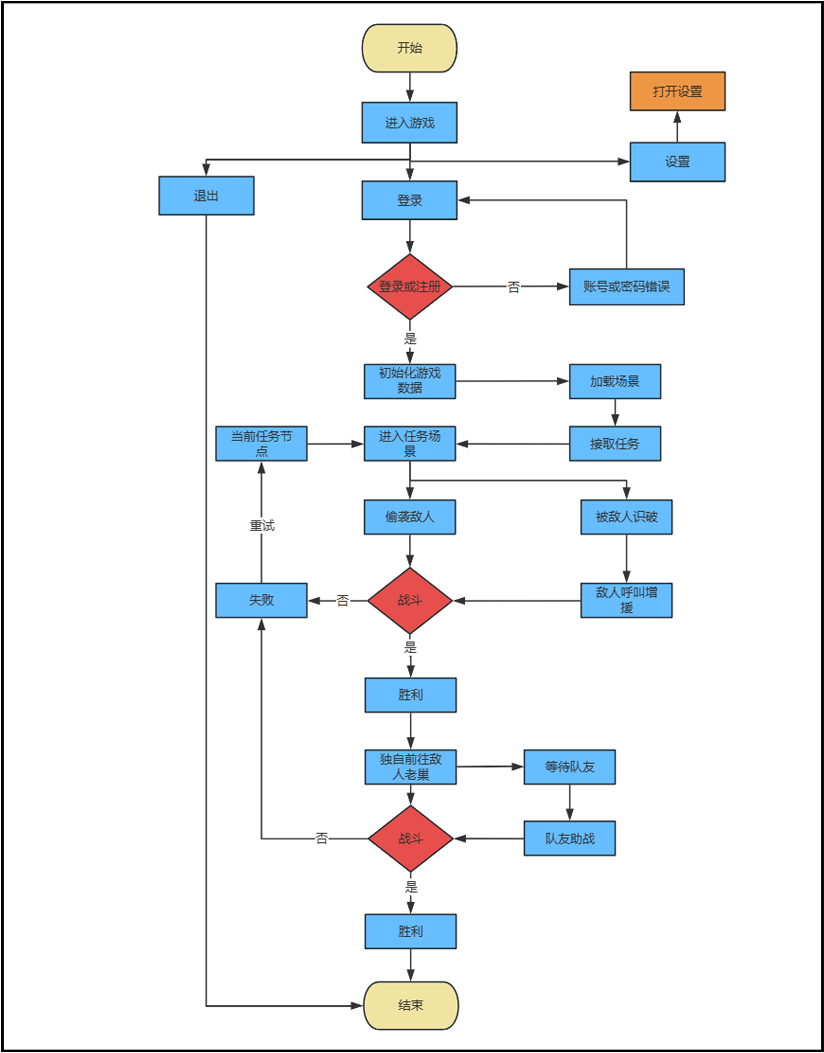 开始
打开设置
进入游戏
设置
退出
登录
登录或注册
否
账号或密码错误
是
初始化游戏
数据
加载场景
当前任务节
点
进入任务场
景
接取任务
偷袭敌人
被敌人识破
重试
失败
否
战斗
敌人呼叫增
援
是
胜利
独自前往敌
人老巢
等待队友
否
战斗
队友助战
是
胜利
结束